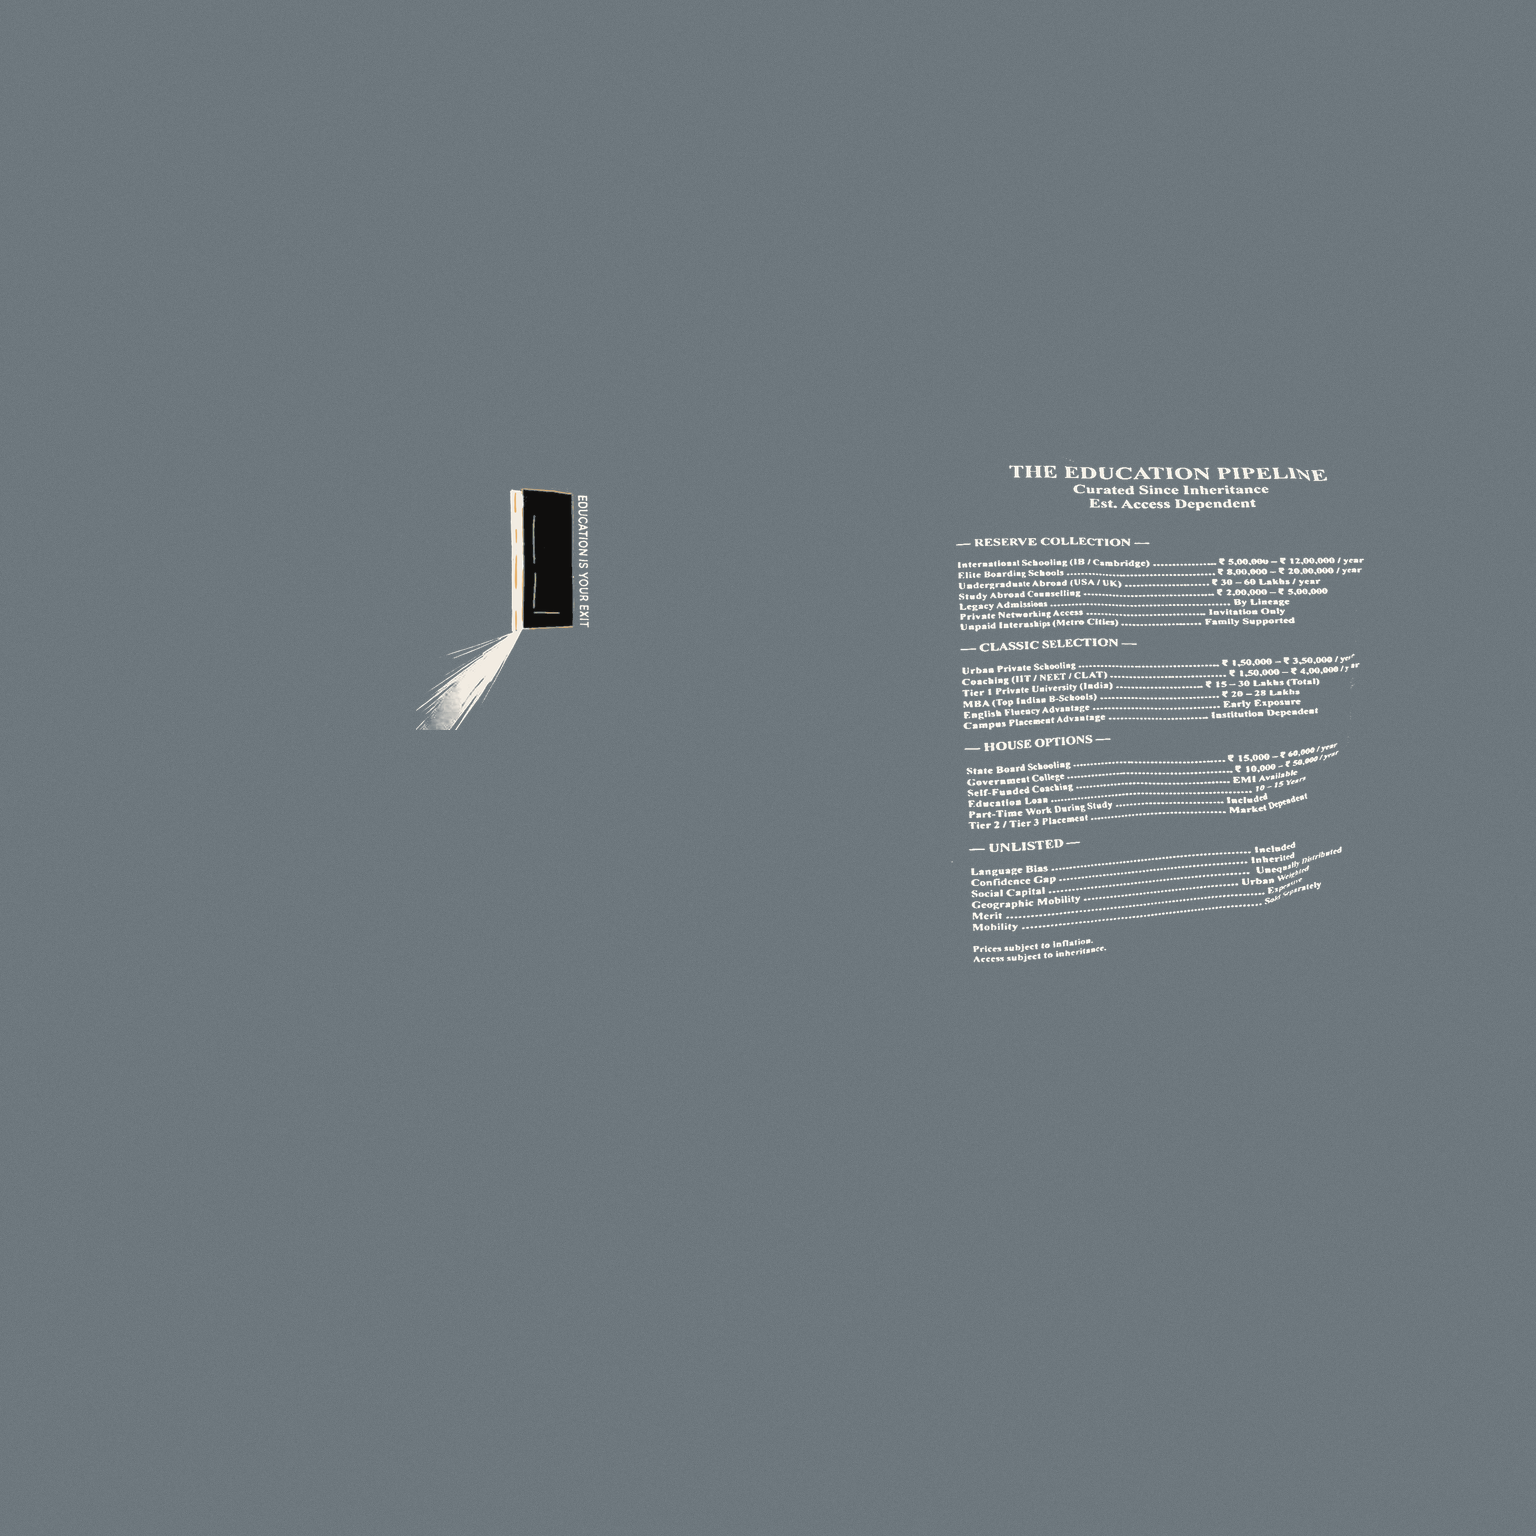 EDUCATION IS YOUR EXIT
THE EDUCATION PIPELINE
Curated Since Inheritance
Est. Access Dependent
— RESERVE COLLECTION —
International Schooling (IB / Cambridge) ........................ ₹ 5,00,000 – ₹ 12,00,000 / year
Elite Boarding Schools ........................ ₹ 8,00,000 – ₹ 20,00,000 / year
Undergraduate Abroad (USA / UK) ........................ ₹ 30 – 60 Lakhs / year
Study Abroad Counselling ........................ ₹ 2,00,000 – ₹ 5,00,000
Legacy Admissions ........................ By Lineage
Private Networking Access ........................ Invitation Only
Unpaid Internships (Metro Cities) ........................ Family Supported
— CLASSIC SELECTION —
Urban Private Schooling ........................ ₹ 1,50,000 – ₹ 3,50,000 / year
Coaching (IIT / NEET / CLAT) ........................ ₹ 1,50,000 – ₹ 4,00,000 / year
Tier 1 Private University (India) ........................ ₹ 15 – 30 Lakhs (Total)
MBA (Top Indian B-Schools) ........................ ₹ 20 – 28 Lakhs
English Fluency Advantage ........................ Early Exposure
Campus Placement Advantage ........................ Institution Dependent
— HOUSE OPTIONS —
State Board Schooling ........................ ₹ 15,000 – ₹ 60,000 / year
Government College ........................ ₹ 10,000 – ₹ 50,000 / year
Self-Funded Coaching ........................ EMI Available
Education Loan ........................ 10 – 15 Years
Part-Time Work During Study ........................ Included
Tier 2 / Tier 3 Placement ........................ Market Dependent
— UNLISTED —
Language Bias ........................ Included
Confidence Gap ........................ Inherited
Social Capital ........................ Unequally Distributed
Geographic Mobility ........................ Urban Weighted
Merit ........................ Expensive
Mobility ........................ Sold Separately
Prices subject to inflation.
Access subject to inheritance.